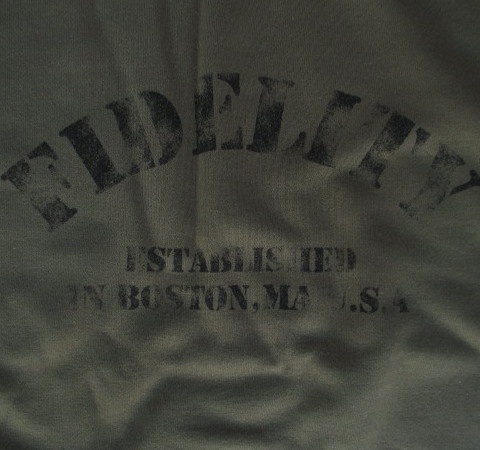 FIDELITY
ESTABLISHED
IN BOSTON, MA U.S.A